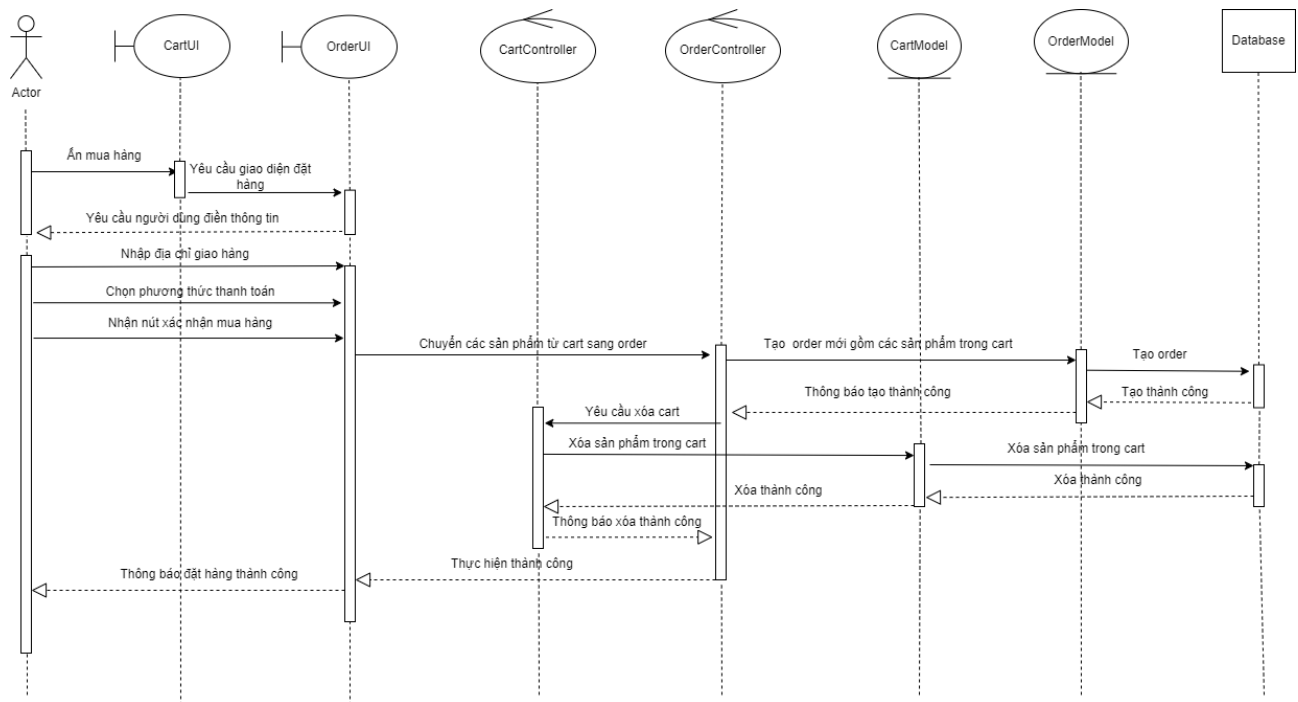 CartUI
OrderUI
CartController
OrderController
CartModel
OrderModel
Database
Actor
Ấn mua hàng
Yêu cầu giao diện đặt
hàng
Yêu cầu người dùng điền thông tin
Nhập địa chỉ giao hàng
Chọn phương thức thanh toán
Nhận nút xác nhận mua hàng
Chuyển các sản phẩm từ cart sang order
Tạo order mới gồm các sản phẩm trong cart
Tạo order
Thông báo tạo thành công
Tạo thành công
Yêu cầu xóa cart
Xóa sản phẩm trong cart
Xóa sản phẩm trong cart
Xóa thành công
Xóa thành công
Thông báo xóa thành công
Thực hiện thành công
Thông báo đặt hàng thành công